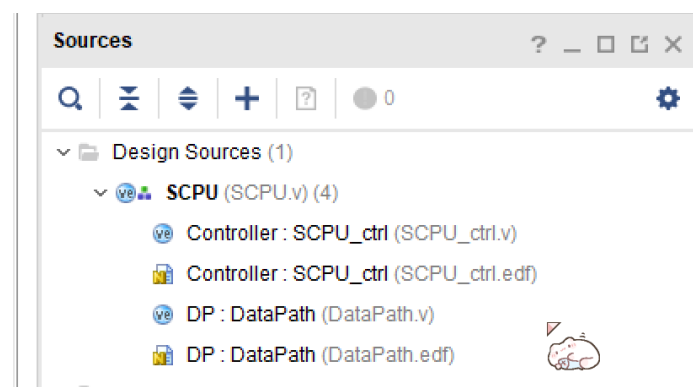 Sources
? 0
Design Sources (1)
SCPU (SCPU.v) (4)
Controller : SCPU_ctrl (SCPU_ctrl.v)
Controller : SCPU_ctrl (SCPU_ctrl.edf)
DP : DataPath (DataPath.v)
DP : DataPath (DataPath.edf)